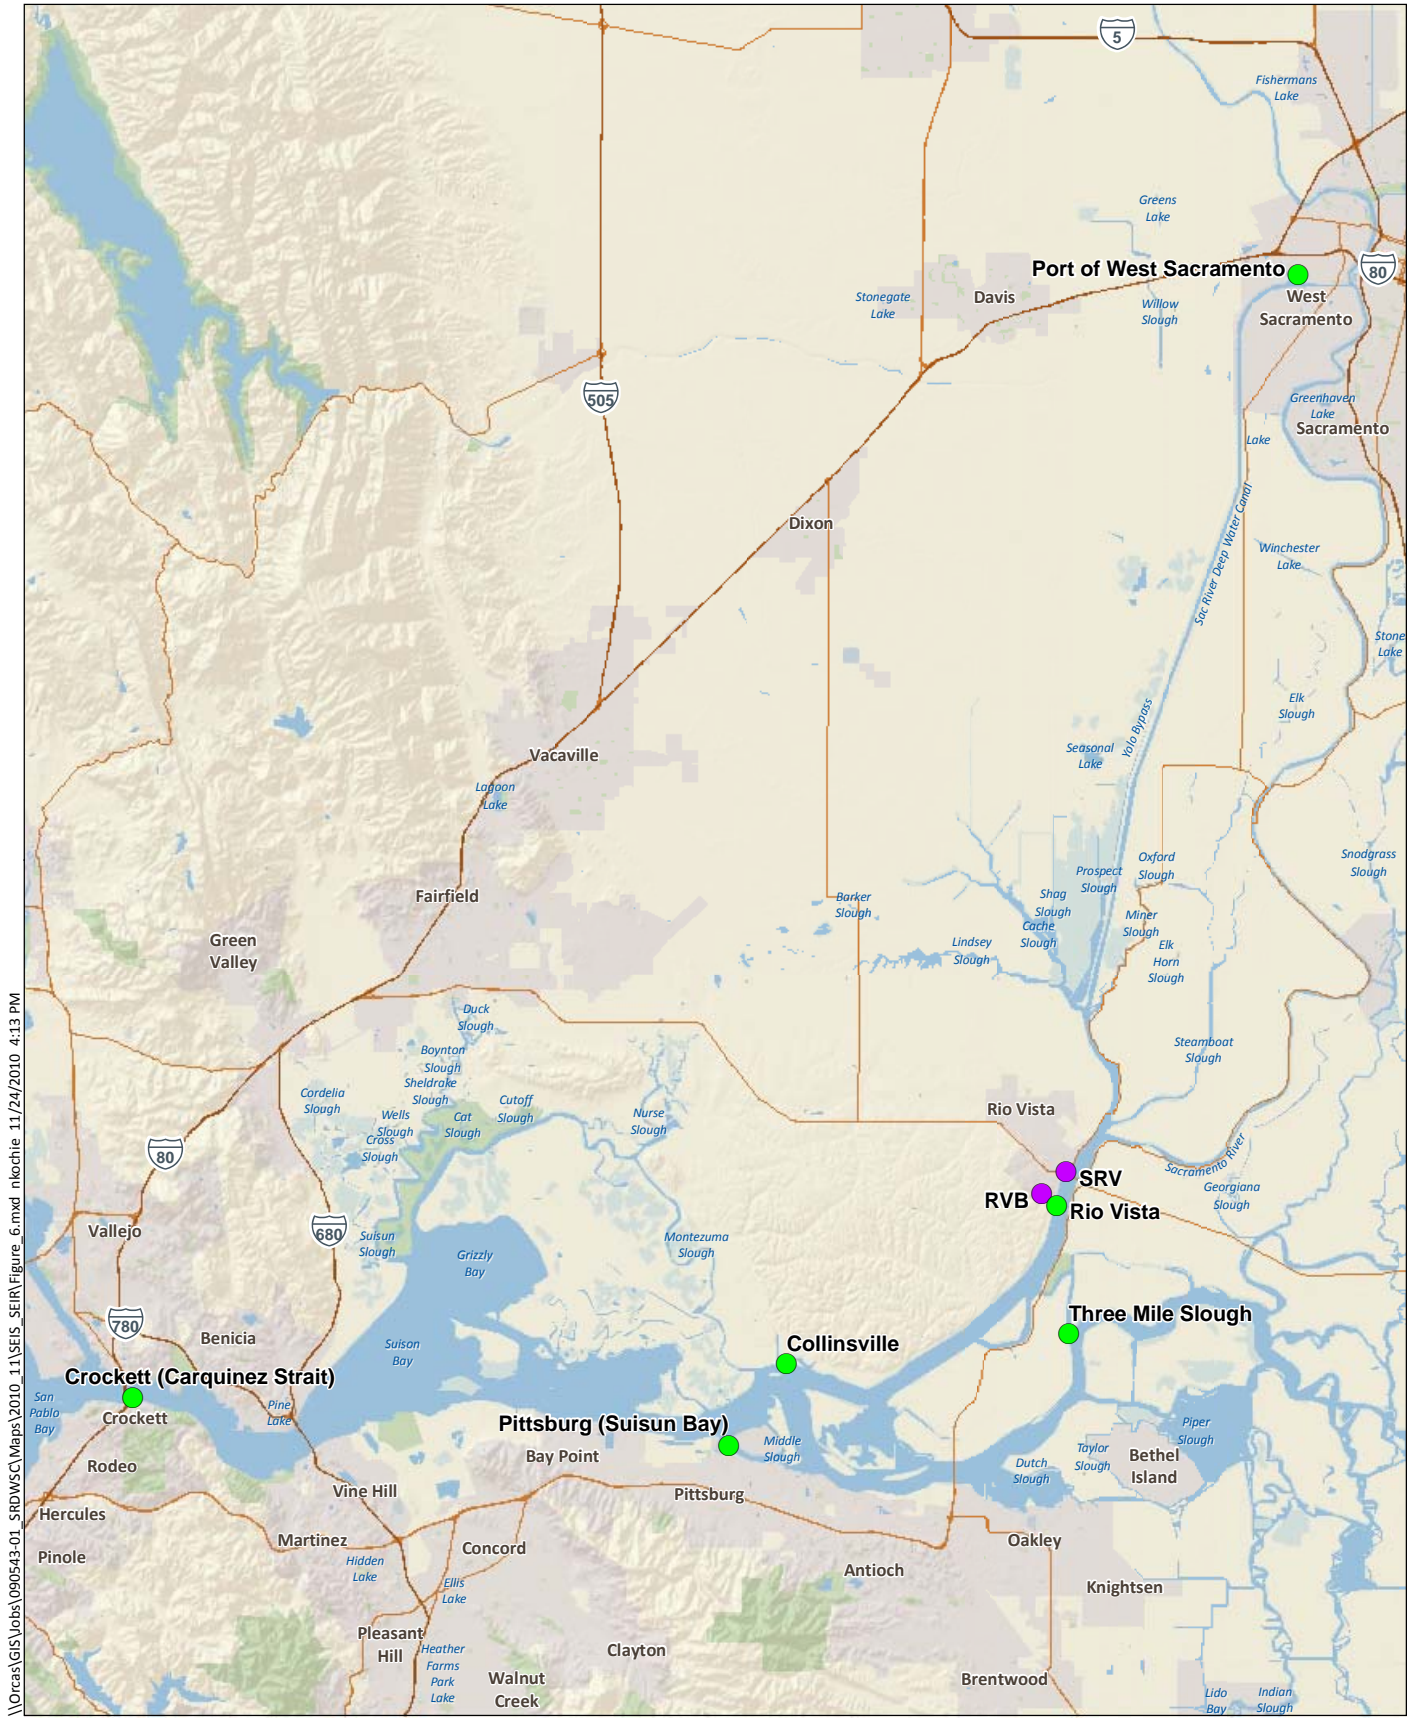 5
Fishermans
Lake
Greens
Lake
Port of West Sacramento
80
Stonegate
Lake
Davis
Willow
Slough
West
Sacramento
505
Greenhaven
Lake
Sacramento
Lake
Sac River Deep Water Canal
Dixon
Winchester
Lake
Stone
Lake
Elk
Slough
Yolo Bypass
Seasonal
Lake
Vacaville
Lagoon
Lake
Snodgrass
Slough
Oxford
Slough
Prospect
Slough
Shag
Slough
Fairfield
Barker
Slough
Miner
Slough
Cache
Slough
Green
Valley
Lindsey
Slough
Elk
Horn
Slough
Duck
Slough
Steamboat
Slough
Boynton
Slough
Sheldrake
Slough
Cordelia
Slough
Cutoff
Slough
Wells
Slough
Cat
Slough
Nurse
Slough
Rio Vista
Cross
Slough
80
Sacramento River
SRV
RVB
Georgiana
Slough
Rio Vista
Vallejo
680
Suisun
Slough
Grizzly
Bay
Montezuma
Slough
780
Three Mile Slough
Benicia
Suison
Bay
Collinsville
Crockett (Carquinez Strait)
San
Pablo
Bay
Pine
Lake
Crockett
Pittsburg (Suisun Bay)
Bay Point
Middle
Slough
Piper
Slough
Taylor
Slough
Bethel
Island
Dutch
Slough
Rodeo
Vine Hill
Pittsburg
Hercules
Martinez
Concord
Oakley
Pinole
Hidden
Lake
Antioch
Ellis
Lake
Knightsen
Pleasant
Hill
Clayton
Heather
Farms
Park
Lake
Walnut
Creek
Brentwood
Lido
Bay
Indian
Slough
\\Orcas\GIS\Jobs\090543-01_SRDWSC\Maps\2010_11\SEIS_SEIR\Figure_6.mxd nkochie 11/24/2010 4:13 PM